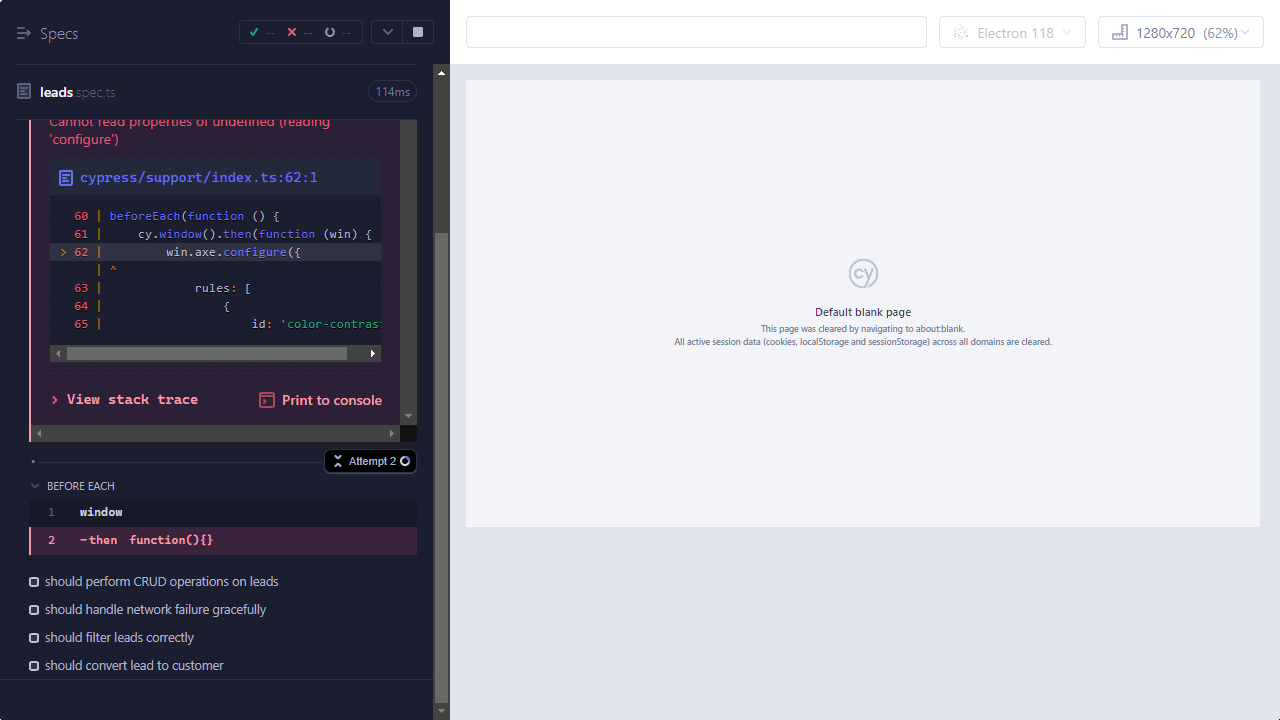 Specs
--
--
--
Electron 118
1280x720 (62%)
leads.spec.ts
114ms
Cannot read properties of undefined (reading
'configure')
cypress/support/index.ts:62:1
60 | beforeEach(function () {
61 | cy.window().then(function (win) {
> 62 | win.axe.configure({
| ^
63 | rules: [
64 | {
65 | id: 'color-contrast
View stack trace
Print to console
Attempt 2
BEFORE EACH
1 window
2 -then function(){}
should perform CRUD operations on leads
should handle network failure gracefully
should filter leads correctly
should convert lead to customer
cy
Default blank page
This page was cleared by navigating to about:blank.
All active session data (cookies, localStorage and sessionStorage) across all domains are cleared.